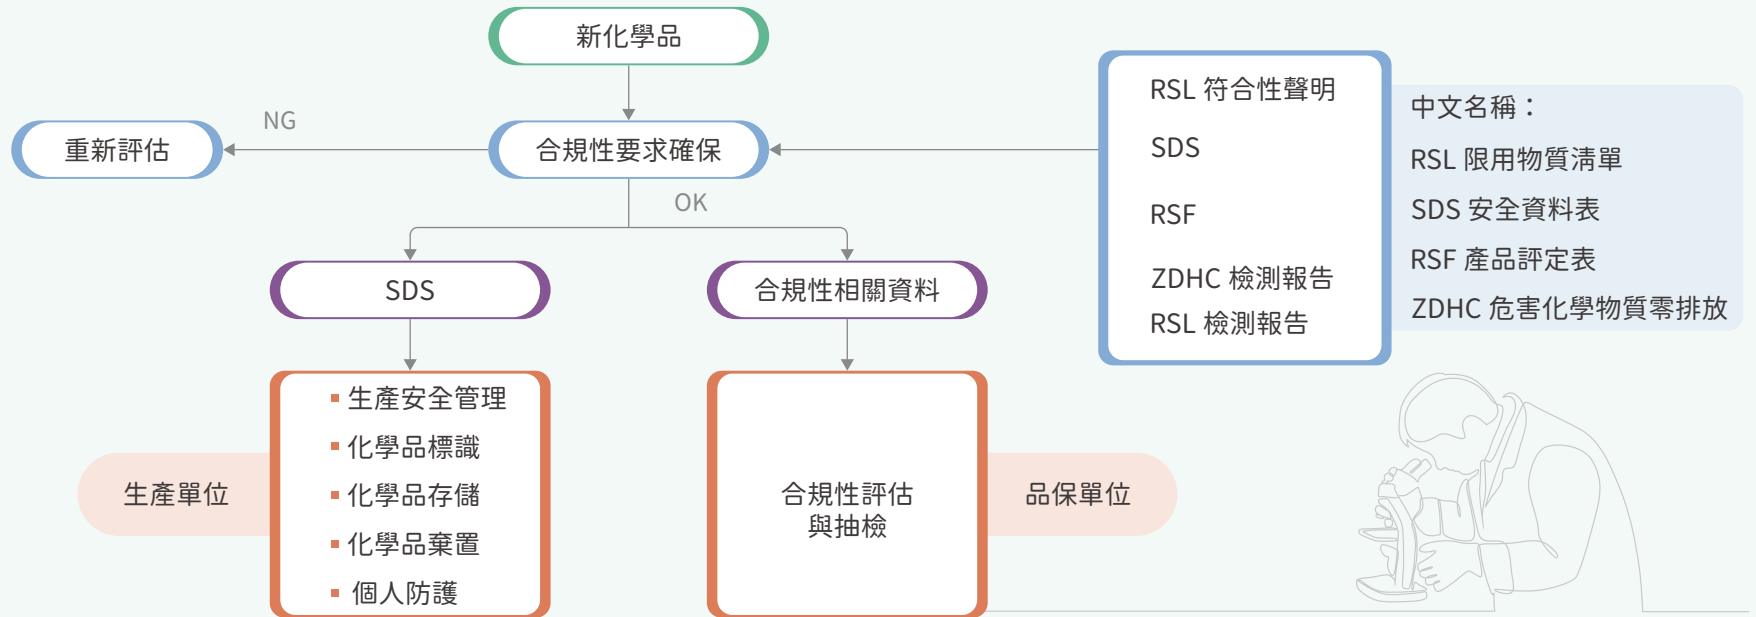 新化學品
NG
重新評估
合規性要求確保
OK
SDS
合規性相關資料
RSL 符合性聲明
SDS
RSF
ZDHC 檢測報告
RSL 檢測報告
中文名稱：
RSL 限用物質清單
SDS 安全資料表
RSF 產品評定表
ZDHC 危害化學物質零排放
生產單位
生產安全管理
化學品標識
化學品存儲
化學品棄置
個人防護
合規性評估
與抽檢
品保單位